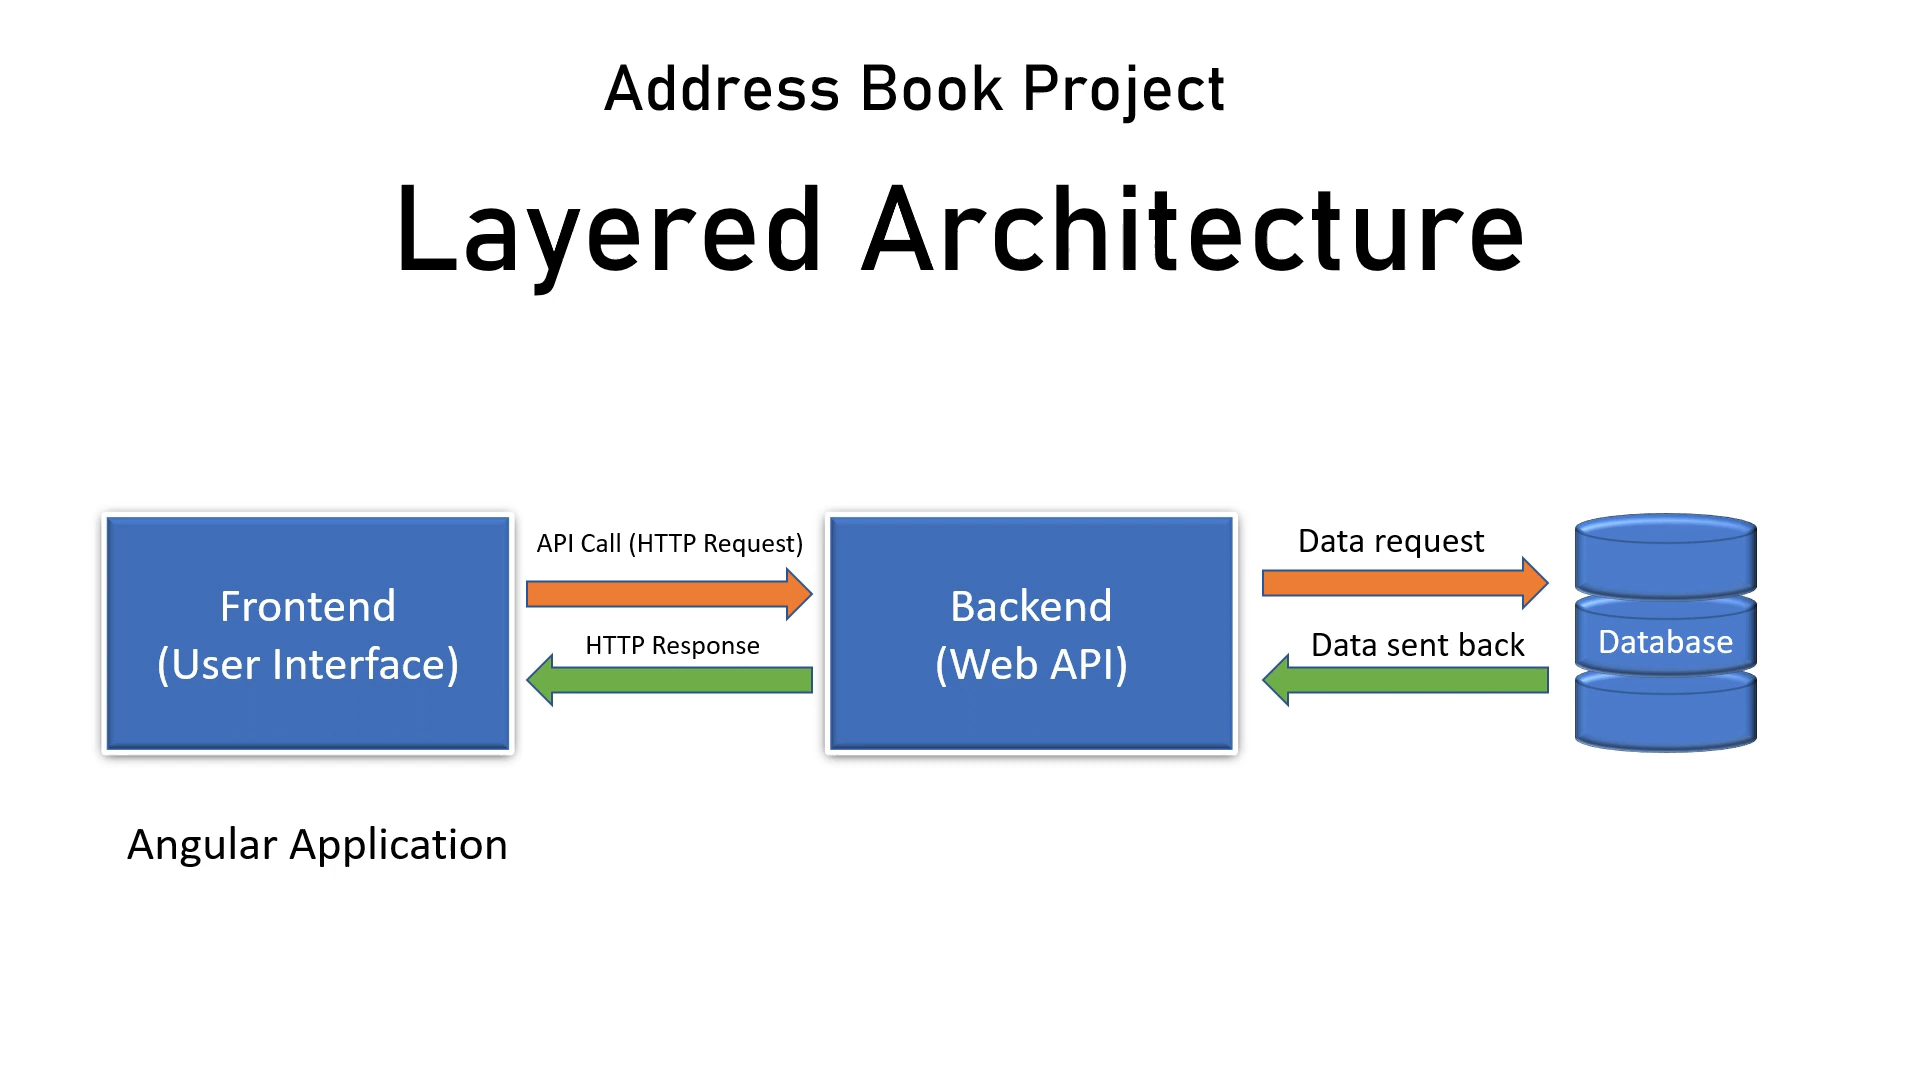 Address Book Project
Layered Architecture
Frontend
(User Interface)
API Call (HTTP Request)
HTTP Response
Backend
(Web API)
Data request
Data sent back
Database
Angular Application